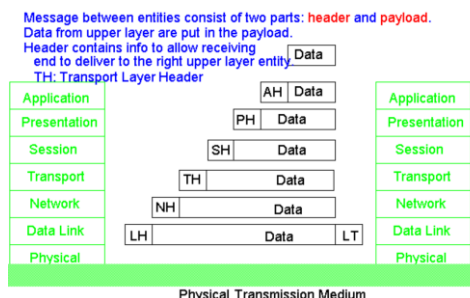 Message between entities consist of two parts: header and payload.
Data from upper layer are put in the payload.
Header contains info to allow receiving
end to deliver to the right upper layer entity
TH: Transport Layer Header
Data
Application AH Data Application
Presentation PH Data Presentation
Session SH Data Session
Transport TH Data Transport
Network NH Data Network
Data Link LH Data LT Data Link
Physical Physical
Physical Transmission Medium